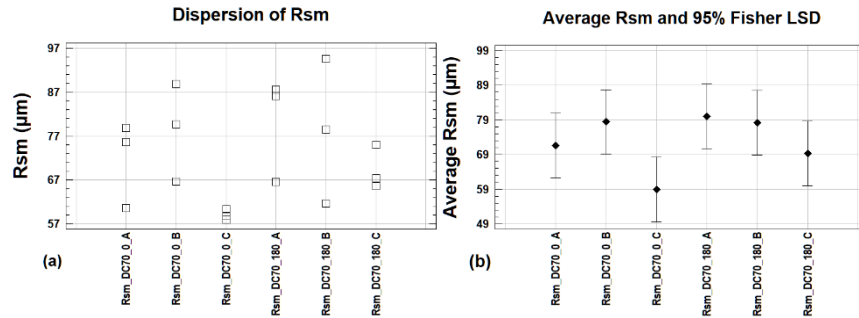 Dispersion of Rsm
Rsm (µm)
97
87
77
67
57
Rsm_DC70_0_A
Rsm_DC70_0_B
Rsm_DC70_0_C
Rsm_DC70_180_A
Rsm_DC70_180_B
Rsm_DC70_180_C
(a)
Average Rsm and 95% Fisher LSD
Average Rsm (µm)
99
89
79
69
59
49
Rsm_DC70_0_A
Rsm_DC70_0_B
Rsm_DC70_0_C
Rsm_DC70_180_A
Rsm_DC70_180_B
Rsm_DC70_180_C
(b)